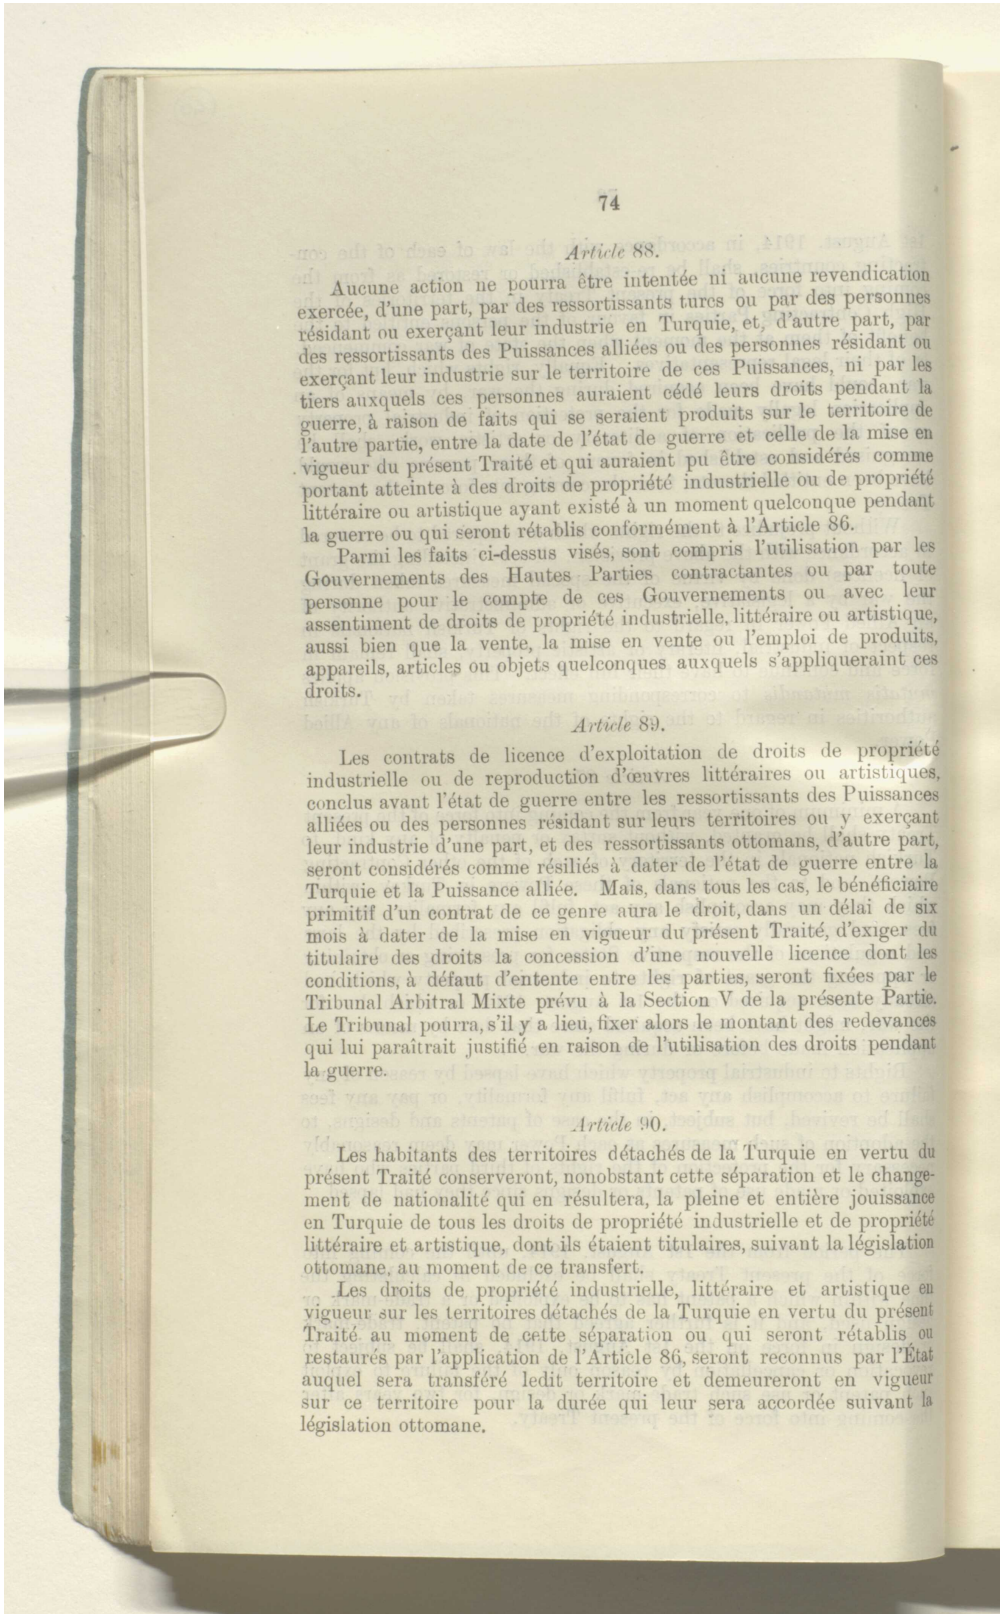 74
Article 88.
Aucune action ne pourra être intentée ni aucune revendication
exercée, d'une part, par des ressortissants turcs ou par des personnes
résidant ou exerçant leur industrie en Turquie, et, d'autre part, par
des ressortissants des Puissances alliées ou des personnes résidant ou
exerçant leur industrie sur le territoire de ces Puissances, ni par les
tiers auxquels ces personnes auraient cédé leurs droits pendant la
guerre, à raison de faits qui se seraient produits sur le territoire de
l'autre partie, entre la date de l'état de guerre et celle de la mise en
vigueur du présent Traité et qui auraient pu être considérés comme
portant atteinte à des droits de propriété industrielle ou de propriété
littéraire ou artistique ayant existé à un moment quelconque pendant
la guerre ou qui seront rétablis conformément à l'Article 86.
Parmi les faits ci-dessus visés, sont compris l'utilisation par les
Gouvernements des Hautes Parties contractantes ou par toute
personne pour le compte de ces Gouvernements ou avec leur
assentiment de droits de propriété industrielle, littéraire ou artistique,
aussi bien que la vente, la mise en vente ou l'emploi de produits,
appareils, articles ou objets quelconques auxquels s'appliqueraint ces
droits.
Article 89.
Les contrats de licence d'exploitation de droits de propriété
industrielle ou de reproduction d'œuvres littéraires ou artistiques,
conclus avant l'état de guerre entre les ressortissants des Puissances
alliées ou des personnes résidant sur leurs territoires ou y exerçant
leur industrie d'une part, et des ressortissants ottomans, d'autre part,
seront considérés comme résiliés à dater de l'état de guerre entre la
Turquie et la Puissance alliée. Mais, dans tous les cas, le bénéficiaire
primitif d'un contrat de ce genre aura le droit, dans un délai de six
mois à dater de la mise en vigueur du présent Traité, d'exiger du
titulaire des droits la concession d'une nouvelle licence dont les
conditions, à défaut d'entente entre les parties, seront fixées par le
Tribunal Arbitral Mixte prévu à la Section V de la présente Partie.
Le Tribunal pourra, s'il y a lieu, fixer alors le montant des redevances
qui lui paraîtrait justifié en raison de l'utilisation des droits pendant
la guerre.
Article 90.
Les habitants des territoires détachés de la Turquie en vertu du
présent Traité conserveront, nonobstant cette séparation et le change-
ment de nationalité qui en résultera, la pleine et entière jouissance
en Turquie de tous les droits de propriété industrielle et de propriété
littéraire et artistique, dont ils étaient titulaires, suivant la législation
ottomane, au moment de ce transfert.
Les droits de propriété industrielle, littéraire et artistique en
vigueur sur les territoires détachés de la Turquie en vertu du présent
Traité au moment de cette séparation ou qui seront rétablis ou
restaurés par l'application de l'Article 86, seront reconnus par l'État
auquel sera transféré ledit territoire et demeureront en vigueur
sur ce territoire pour la durée qui leur sera accordée suivant la
législation ottomane.